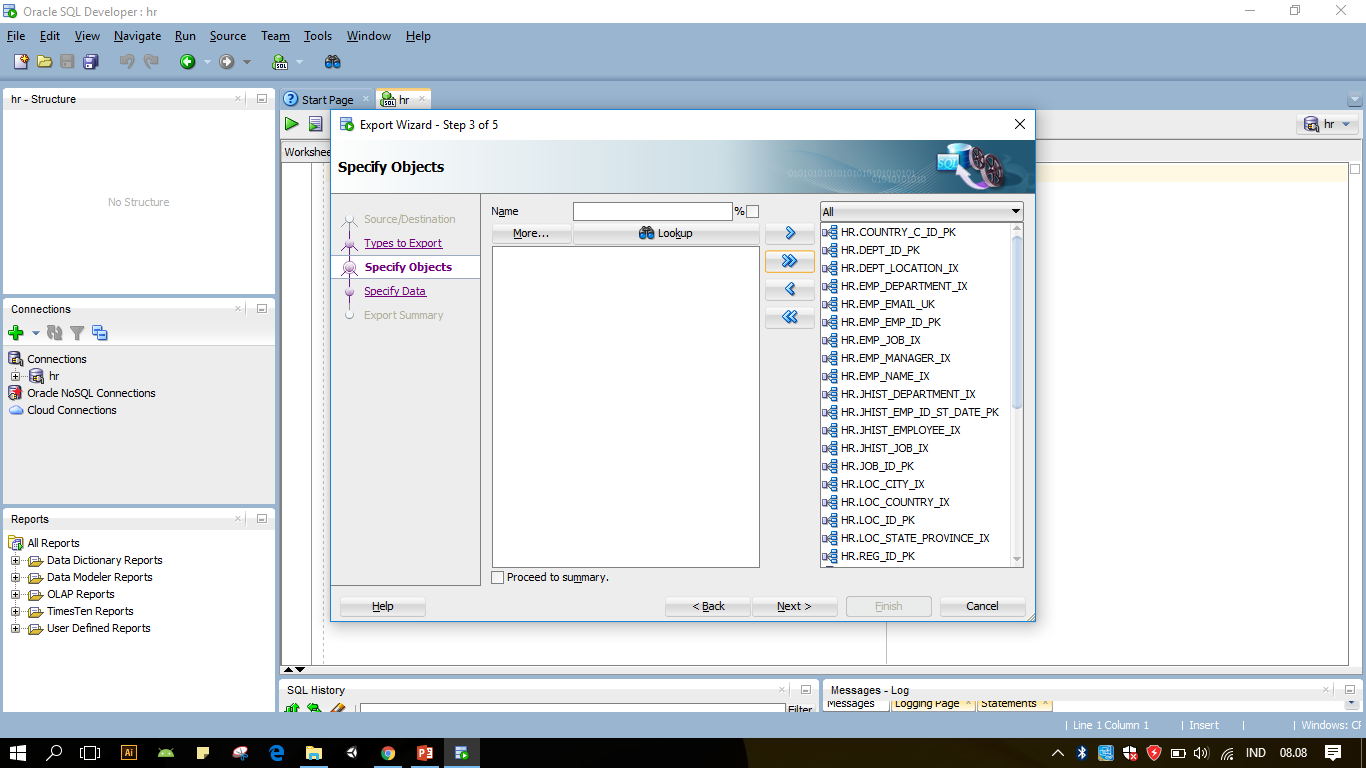 Oracle SQL Developer : hr
File Edit View Navigate Run Source Team Tools Window Help
hr - Structure
No Structure
Start Page
hr
hr
Export Wizard - Step 3 of 5
Workshee
Specify Objects
SQL
Source/Destination
Types to Export
Specify Objects
Specify Data
Export Summary
Name %
More... Lookup
All
HR.COUNTRY_C_ID_PK
HR.DEPT_ID_PK
HR.DEPT_LOCATION_IX
HR.EMP_DEPARTMENT_IX
HR.EMP_EMAIL_UK
HR.EMP_EMP_ID_PK
HR.EMP_JOB_IX
HR.EMP_MANAGER_IX
HR.EMP_NAME_IX
HR.JHIST_DEPARTMENT_IX
HR.JHIST_EMP_ID_ST_DATE_PK
HR.JHIST_EMPLOYEE_IX
HR.JHIST_JOB_IX
HR.JOB_ID_PK
HR.LOC_CITY_IX
HR.LOC_COUNTRY_IX
HR.LOC_ID_PK
HR.LOC_STATE_PROVINCE_IX
HR.REG_ID_PK
Proceed to summary.
Help < Back Next > Finish Cancel
Connections
Connections
hr
Oracle NoSQL Connections
Cloud Connections
Reports
All Reports
Data Dictionary Reports
Data Modeler Reports
OLAP Reports
TimesTen Reports
User Defined Reports
SQL History
Filter
Messages - Log
Messages Logging Page Statements
Line 1 Column 1 Insert Windows: CF
Ai
IND 08.08